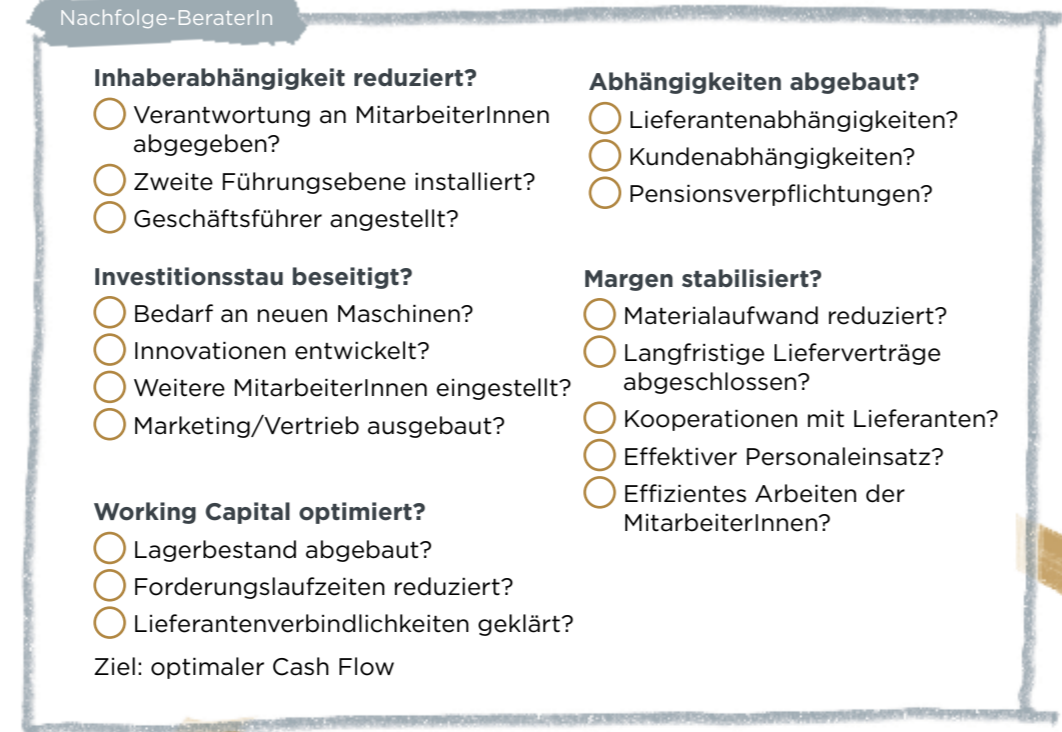 Nachfolge-BeraterIn
Inhaberabhängigkeit reduziert?
Verantwortung an MitarbeiterInnen
abgegeben?
Zweite Führungsebene installiert?
Geschäftsführer angestellt?
Investitionsstau beseitigt?
Bedarf an neuen Maschinen?
Innovationen entwickelt?
Weitere MitarbeiterInnen eingestellt?
Marketing/Vertrieb ausgebaut?
Working Capital optimiert?
Lagerbestand abgebaut?
Forderungslaufzeiten reduziert?
Lieferantenverbindlichkeiten geklärt?
Ziel: optimaler Cash Flow
Abhängigkeiten abgebaut?
Lieferantenabhängigkeiten?
Kundenabhängigkeiten?
Pensionsverpflichtungen?
Margen stabilisiert?
Materialaufwand reduziert?
Langfristige Lieferverträge
abgeschlossen?
Kooperationen mit Lieferanten?
Effektiver Personaleinsatz?
Effizientes Arbeiten der
MitarbeiterInnen?